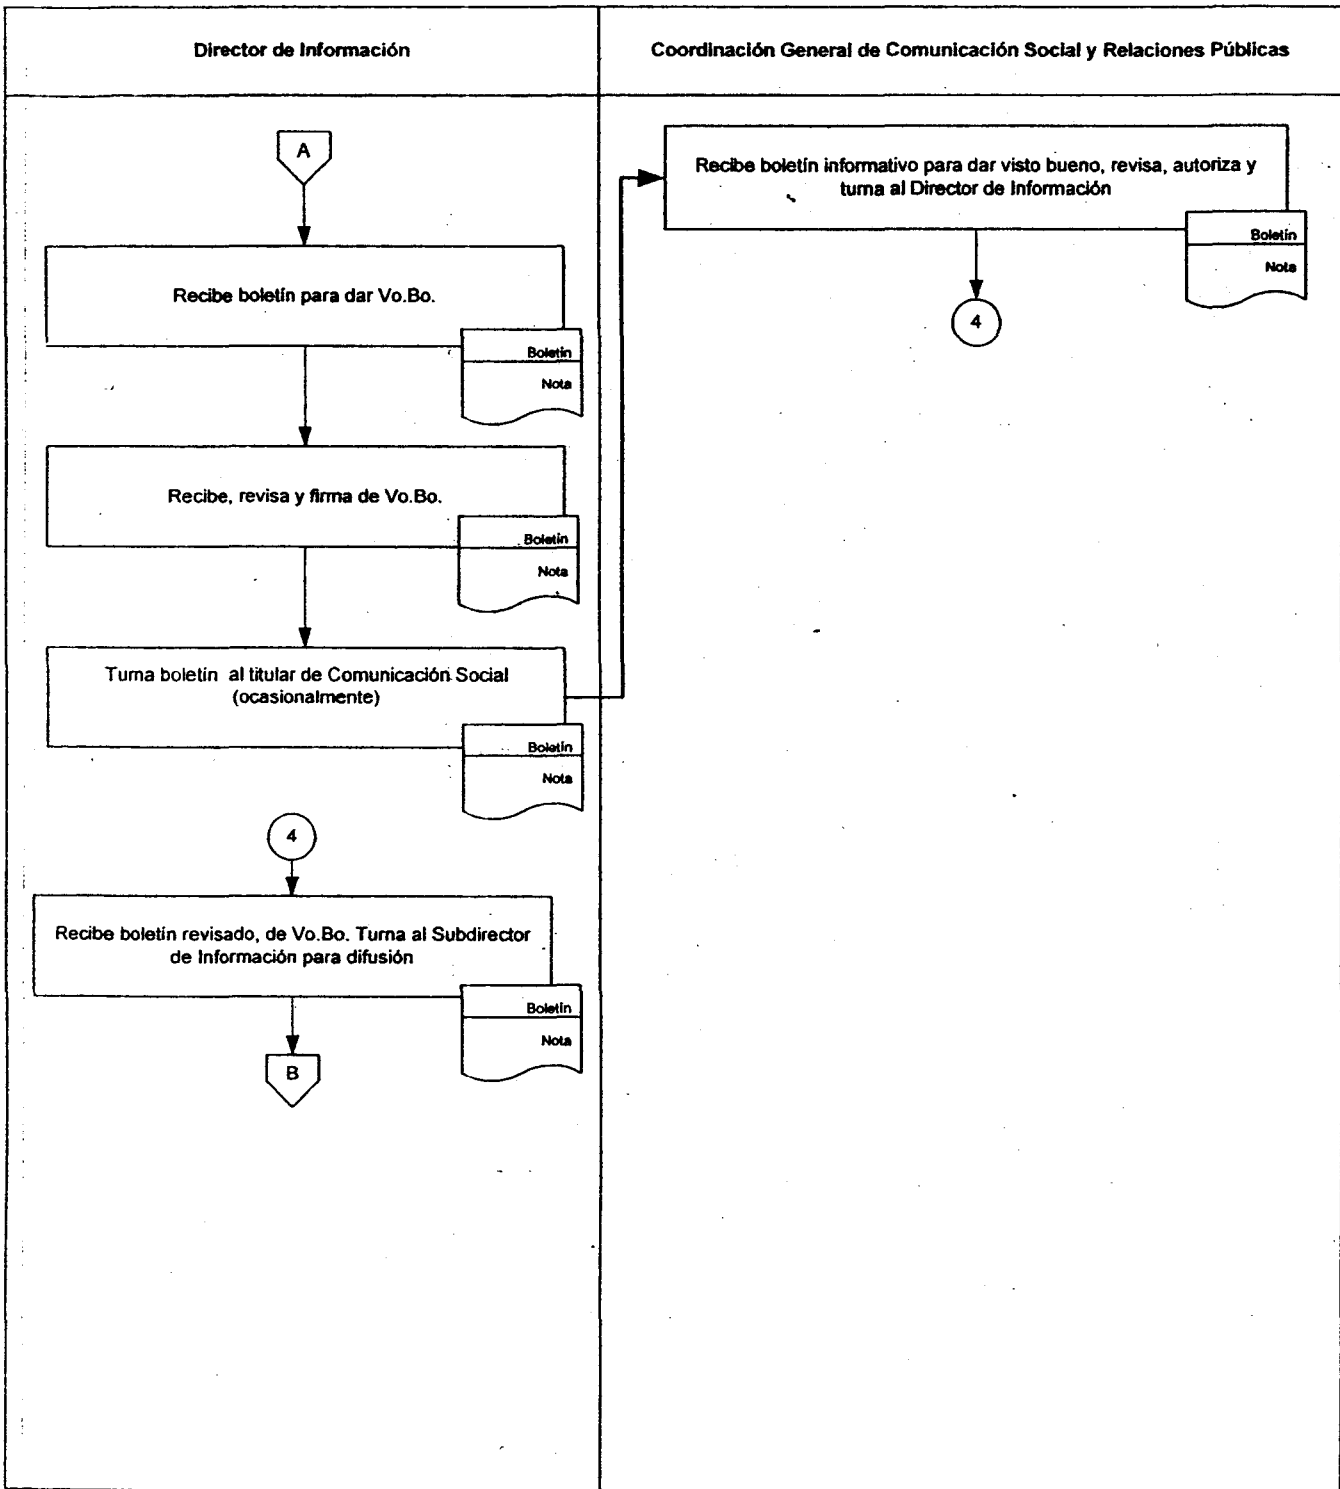 Director de Información
Coordinación General de Comunicación Social y Relaciones Públicas
A
Recibe boletín para dar Vo.Bo.
Boletín
Nota
Recibe, revisa y firma de Vo.Bo.
Boletín
Nota
Turna boletín al titular de Comunicación Social
(ocasionalmente)
Boletín
Nota
4
Recibe boletín revisado, de Vo.Bo. Turna al Subdirector
de Información para difusión
Boletín
Nota
B
Recibe boletín informativo para dar visto bueno, revisa, autoriza y
turna al Director de Información
Boletín
Nota
4